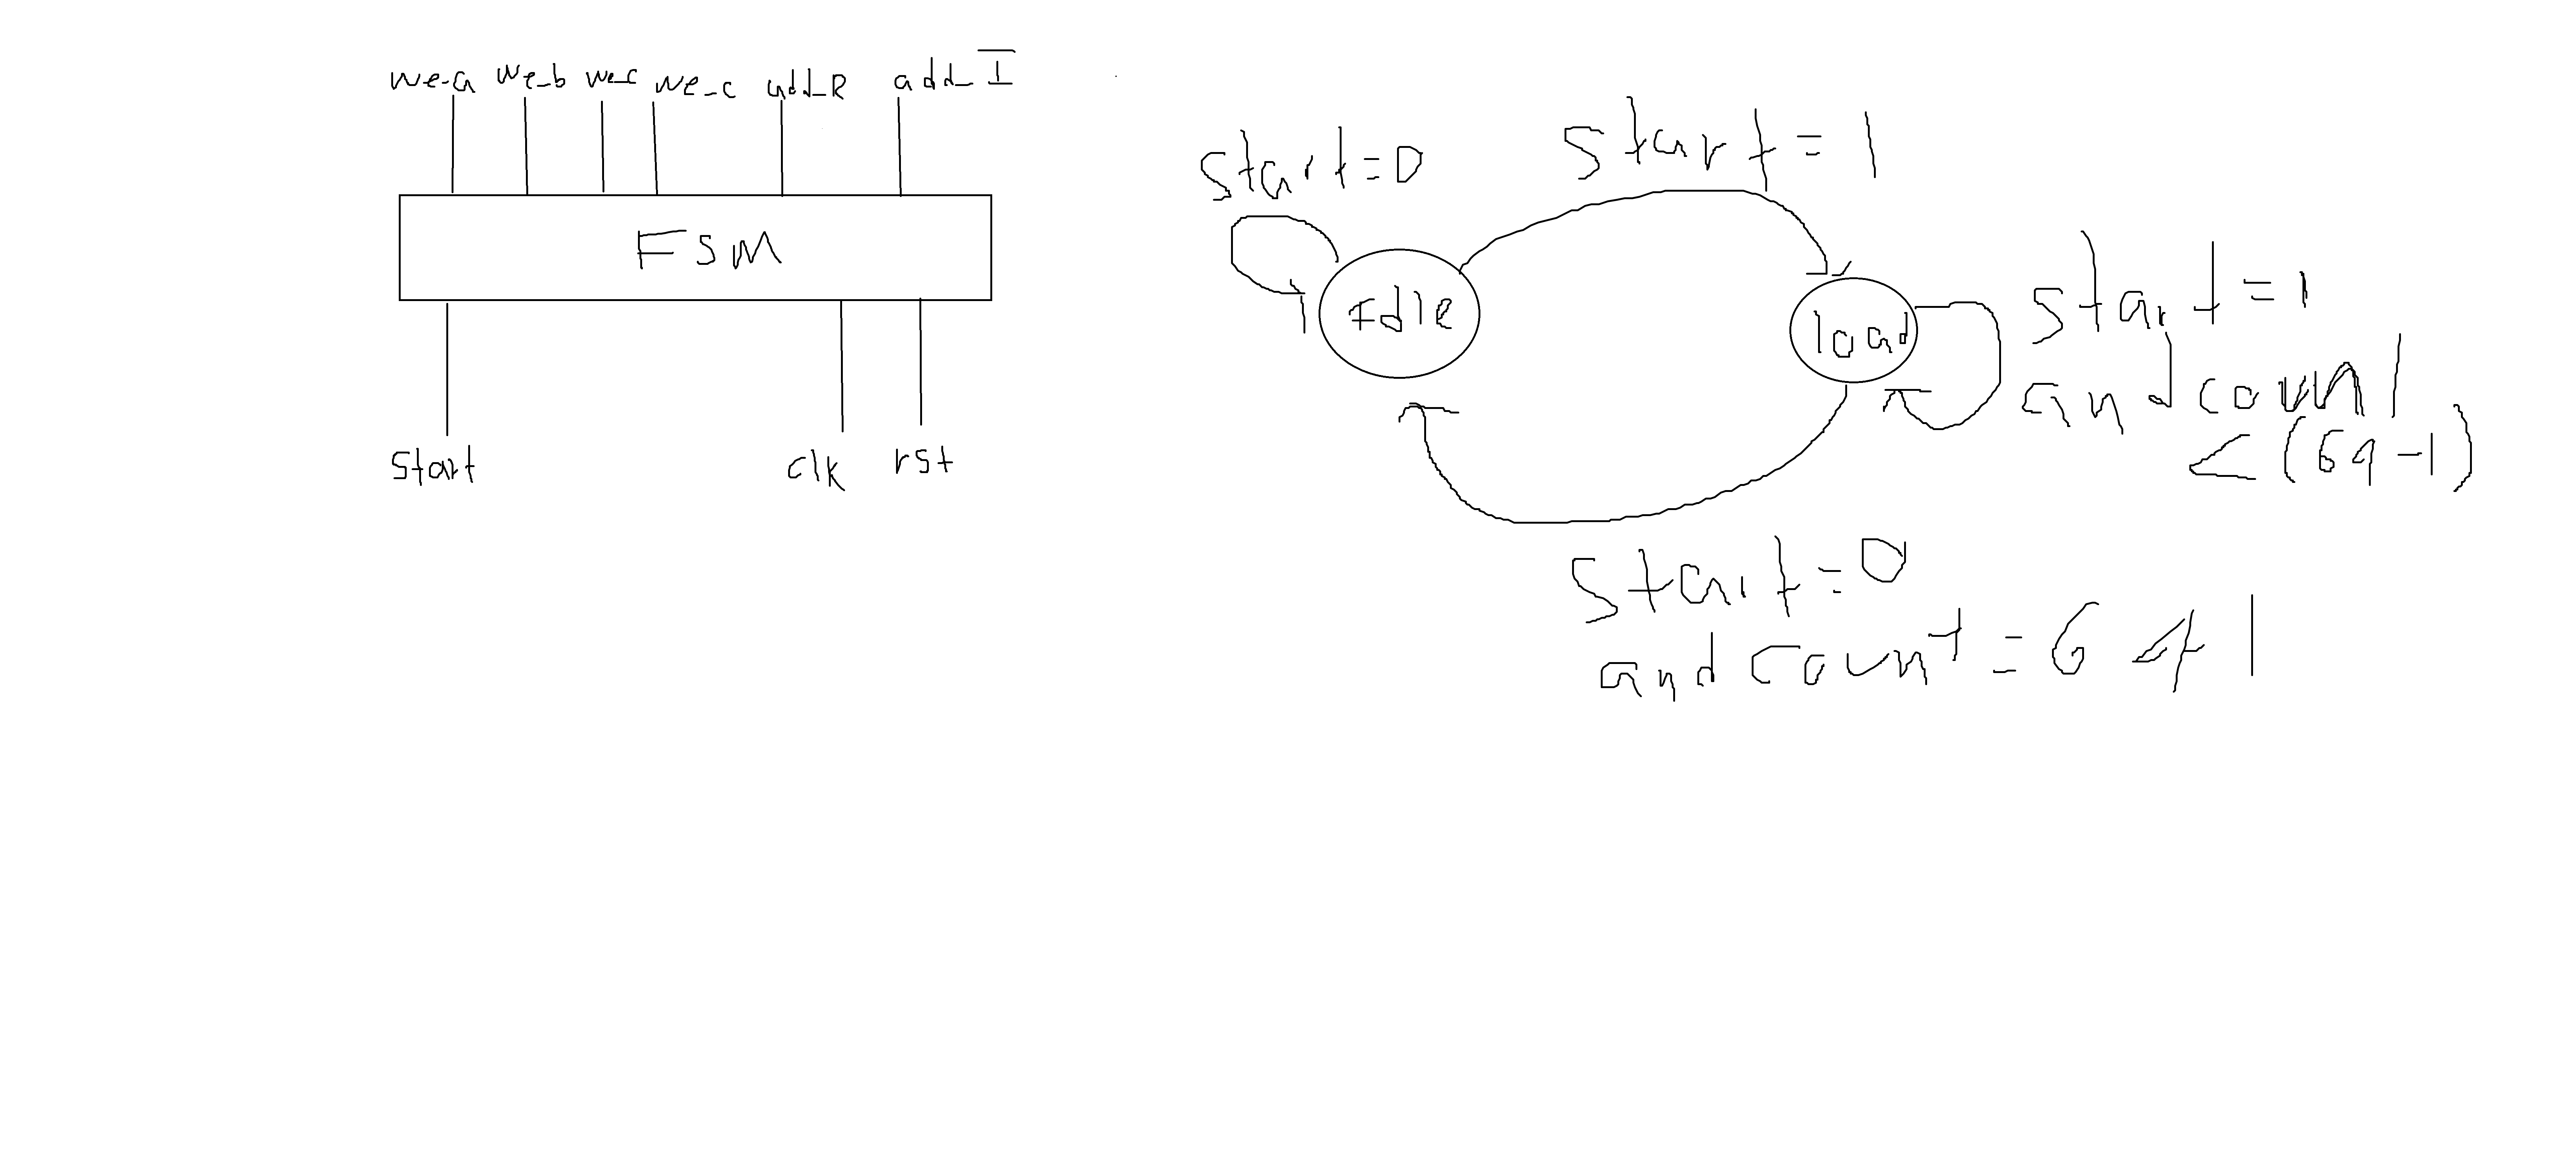 we_a we_b we_c we_c add_R add_I
FSM
start clk rst
start=0
start=1
Idle
load
start=1
and count
<(64-1)
start=0
and count = 64 1